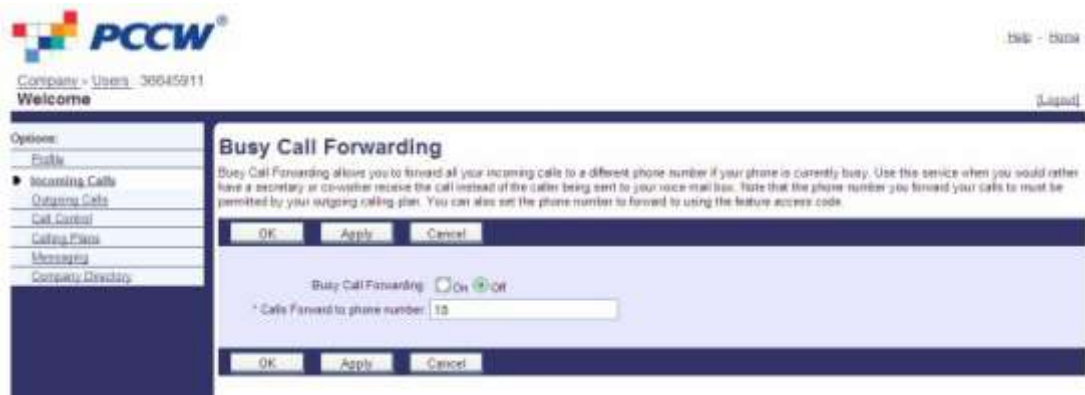 PCCW®
Help - Home
Company > Users 36645911
Welcome
[Logout]
Options:
Profile
Incoming Calls
Outgoing Calls
Call Control
Calling Plans
Messaging
Company Directory
Busy Call Forwarding
Busy Call Forwarding allows you to forward all your incoming calls to a different phone number if your phone is currently busy. Use this service when you would rather
have a secretary or co-worker receive the call instead of the caller being sent to your voice mail box. Note that the phone number you forward your calls to must be
permitted by your outgoing calling plan. You can also set the phone number to forward to using the feature access code.
OK Apply Cancel
Busy Call Forwarding On Off
* Calls Forward to phone number:
OK Apply Cancel